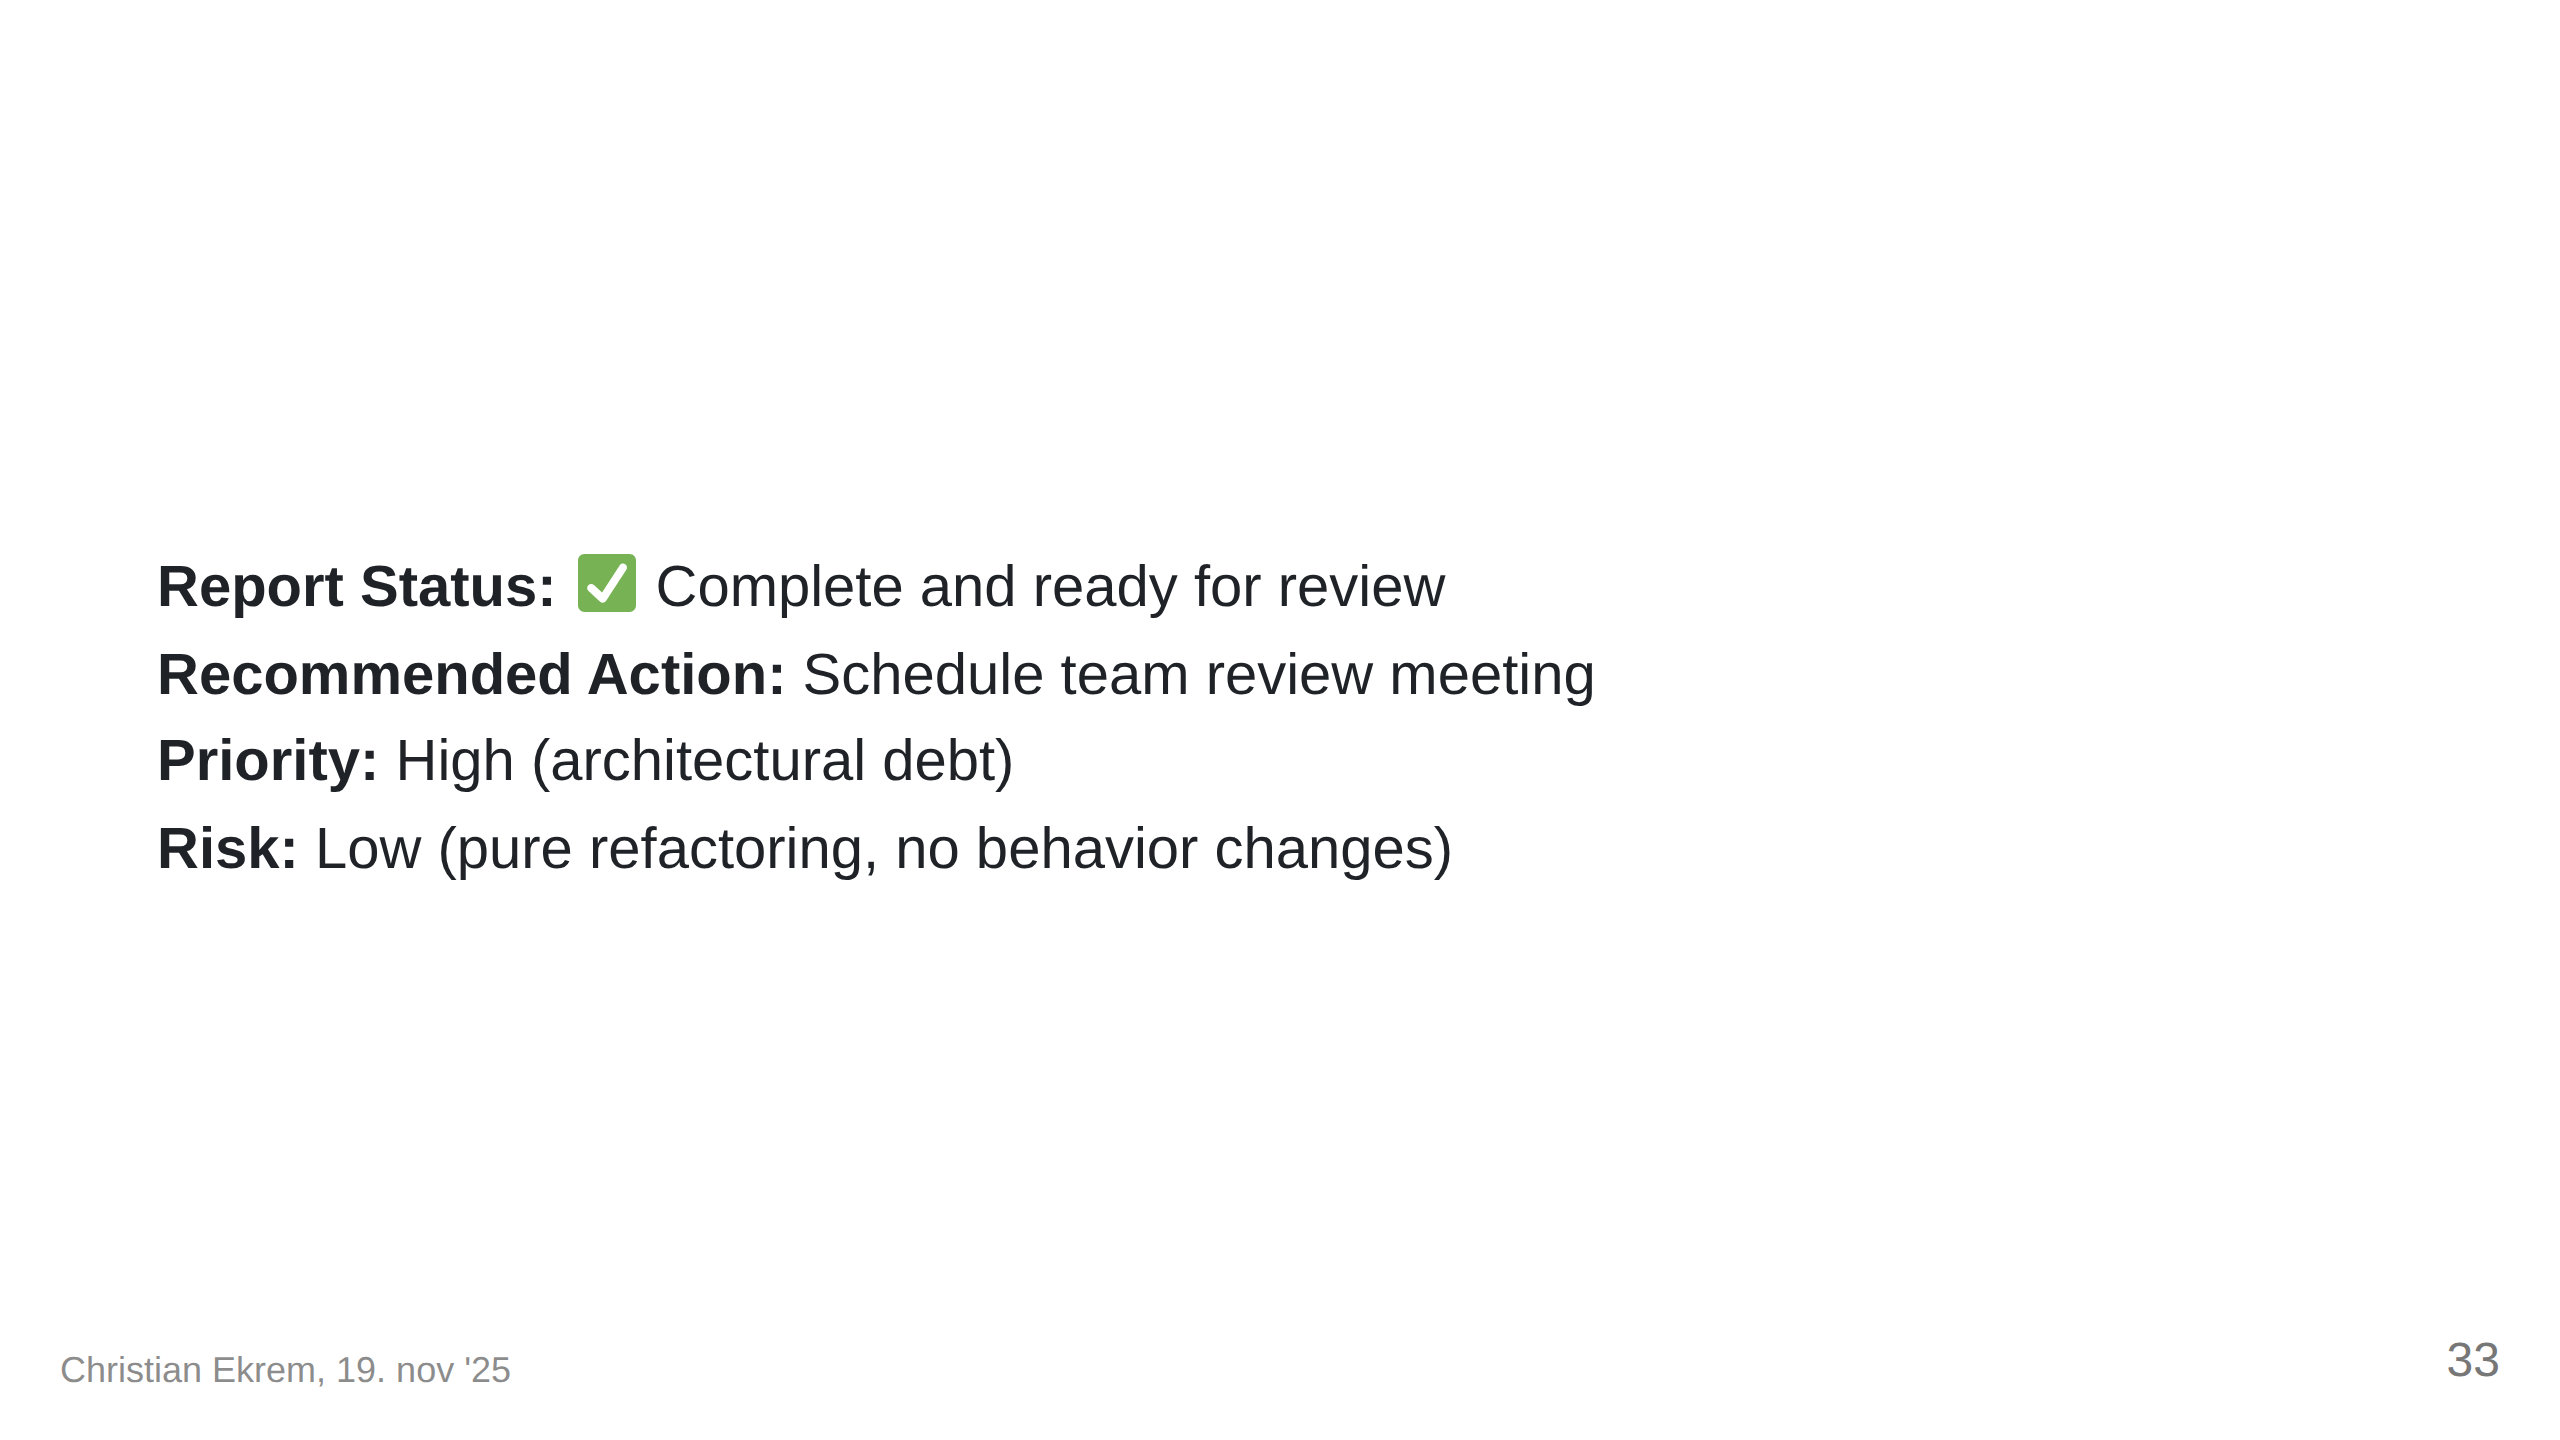 Report Status: ✅ Complete and ready for review
Recommended Action: Schedule team review meeting
Priority: High (architectural debt)
Risk: Low (pure refactoring, no behavior changes)
Christian Ekrem, 19. nov '25
33